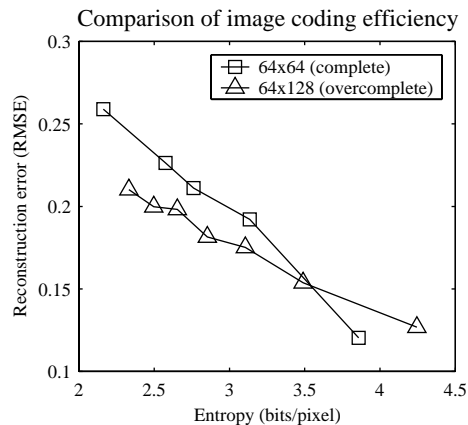 Comparison of image coding efficiency
0.3
64x64 (complete)
64x128 (overcomplete)
0.25
0.2
0.15
0.1
Reconstruction error (RMSE)
2 2.5 3 3.5 4 4.5
Entropy (bits/pixel)